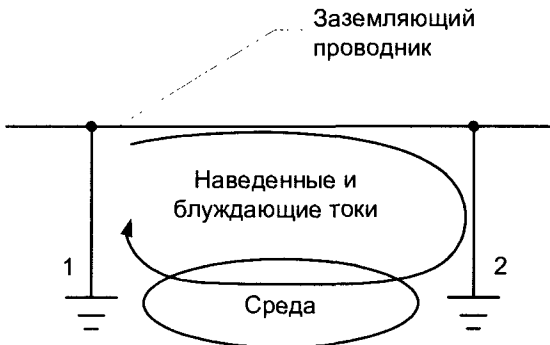 Заземляющий
проводник
Наведенные и
блуждающие токи
1
2
Среда